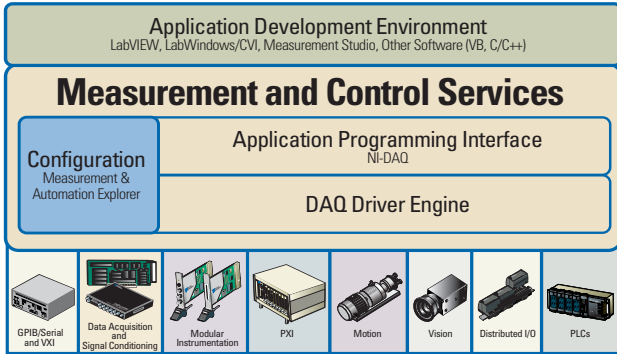 Application Development Environment
LabVIEW, LabWindows/CVI, Measurement Studio, Other Software (VB, C/C++)
Measurement and Control Services
Configuration
Measurement &
Automation Explorer
Application Programming Interface
NI-DAQ
DAQ Driver Engine
GPIB/Serial
and VXI
Data Acquisition
and
Signal Conditioning
Modular
Instrumentation
PXI
Motion
Vision
Distributed I/O
PLCs